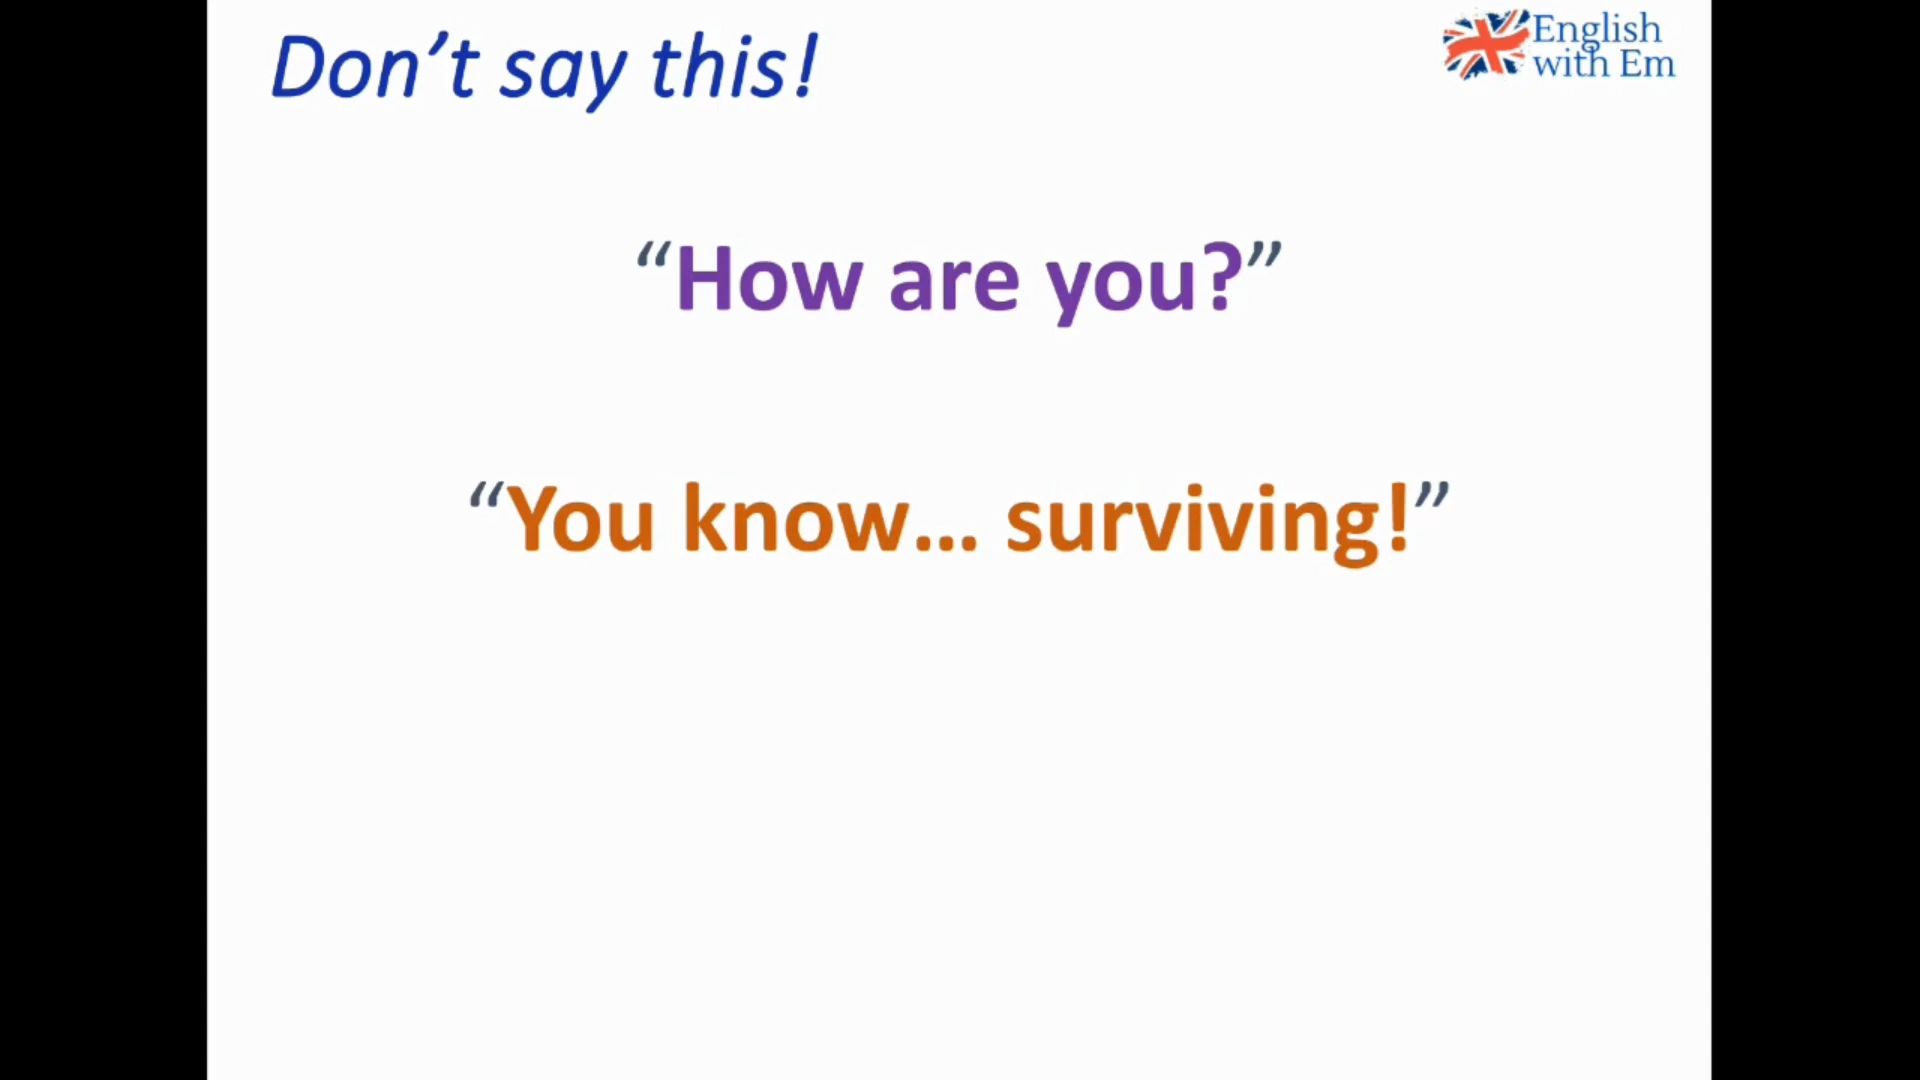 Don’t say this!
English
with Em
“How are you?”
“You know... surviving!”